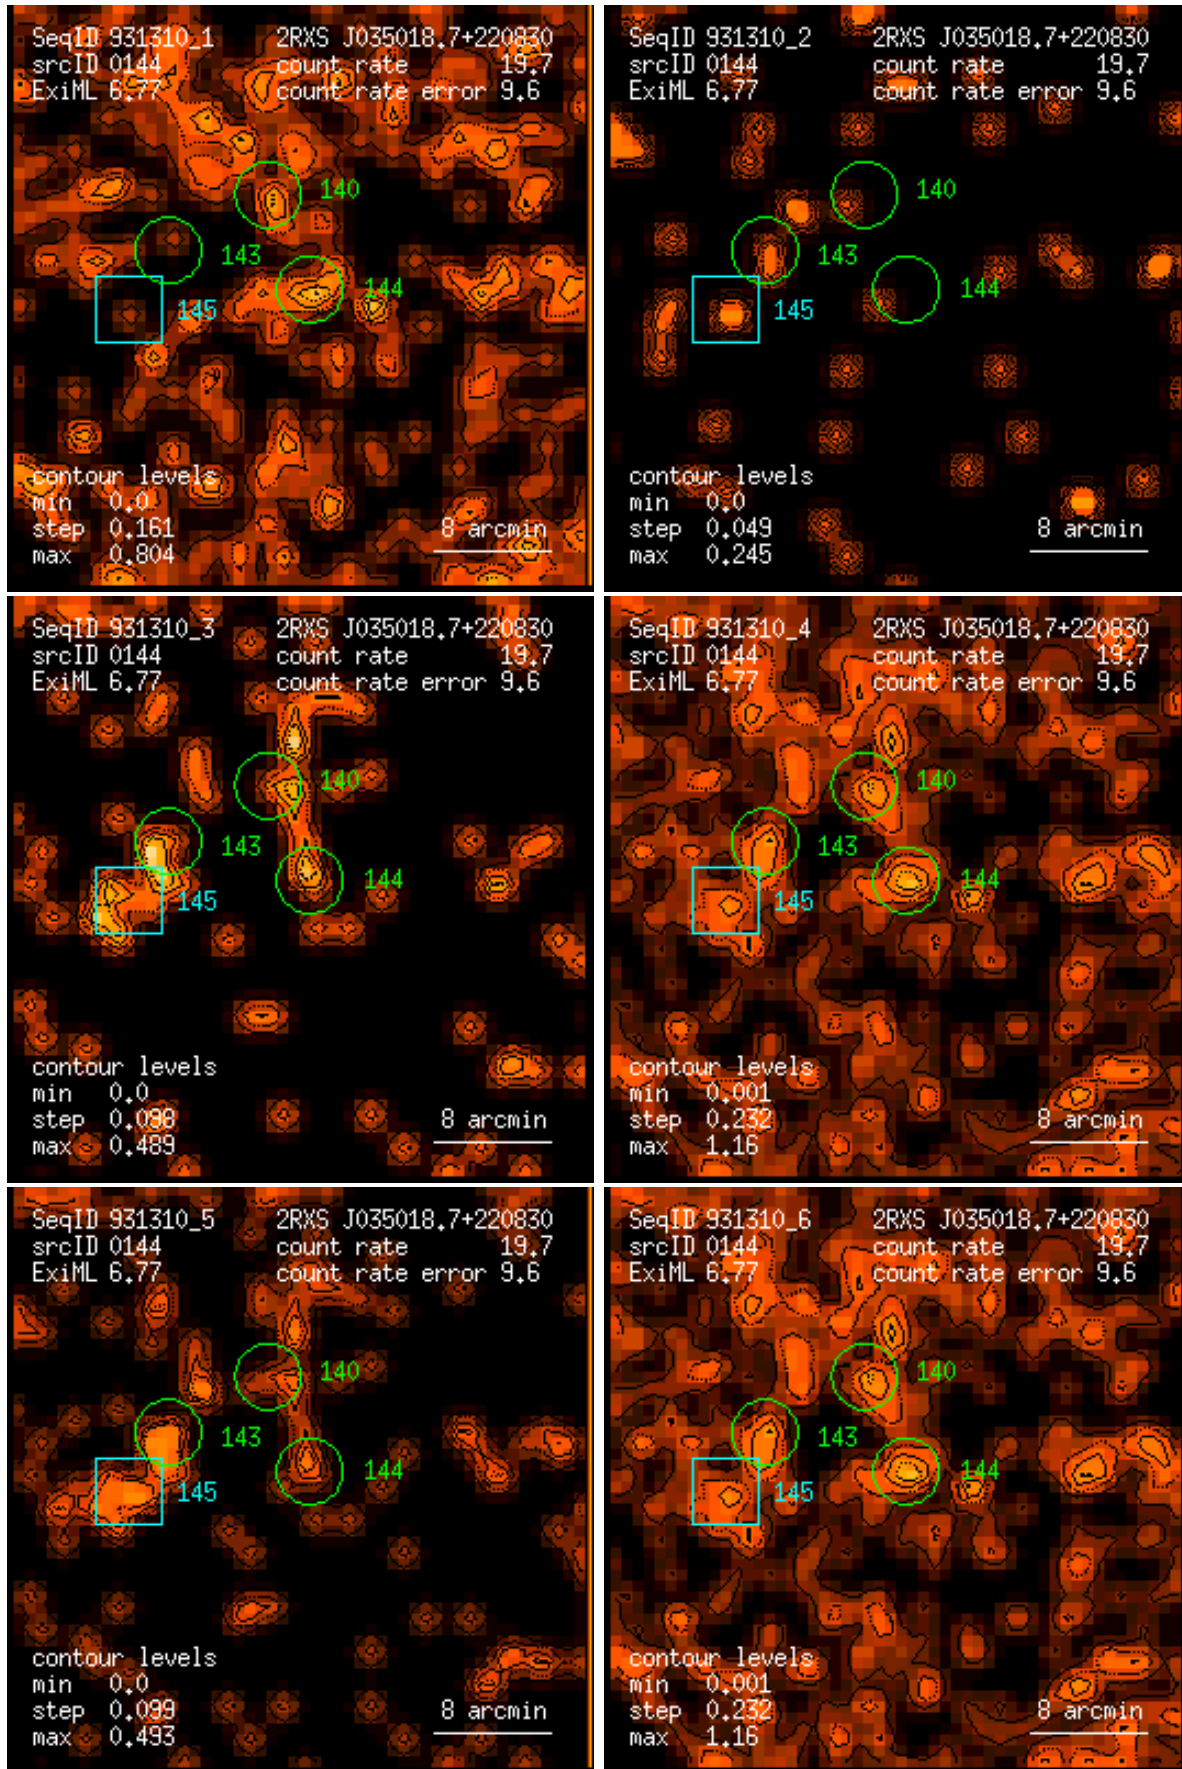 SeqID 931310_1 2RXS J035018.7+220830
srcID 0144 count rate 19.7
ExiML 6.77 count rate error 9.6
140
143
144
145
contour levels
min 0.0
step 0.161
max 0.804
8 arcmin
SeqID 931310_2 2RXS J035018.7+220830
srcID 0144 count rate 19.7
ExiML 6.77 count rate error 9.6
140
143
144
145
contour levels
min 0.0
step 0.049
max 0.245
8 arcmin
SeqID 931310_3 2RXS J035018.7+220830
srcID 0144 count rate 19.7
ExiML 6.77 count rate error 9.6
140
143
144
145
contour levels
min 0.0
step 0.098
max 0.489
8 arcmin
SeqID 931310_4 2RXS J035018.7+220830
srcID 0144 count rate 19.7
ExiML 6.77 count rate error 9.6
140
143
144
145
contour levels
min 0.001
step 0.232
max 1.16
8 arcmin
SeqID 931310_5 2RXS J035018.7+220830
srcID 0144 count rate 19.7
ExiML 6.77 count rate error 9.6
140
143
144
145
contour levels
min 0.0
step 0.099
max 0.493
8 arcmin
SeqID 931310_6 2RXS J035018.7+220830
srcID 0144 count rate 19.7
ExiML 6.77 count rate error 9.6
140
143
144
145
contour levels
min 0.001
step 0.232
max 1.16
8 arcmin